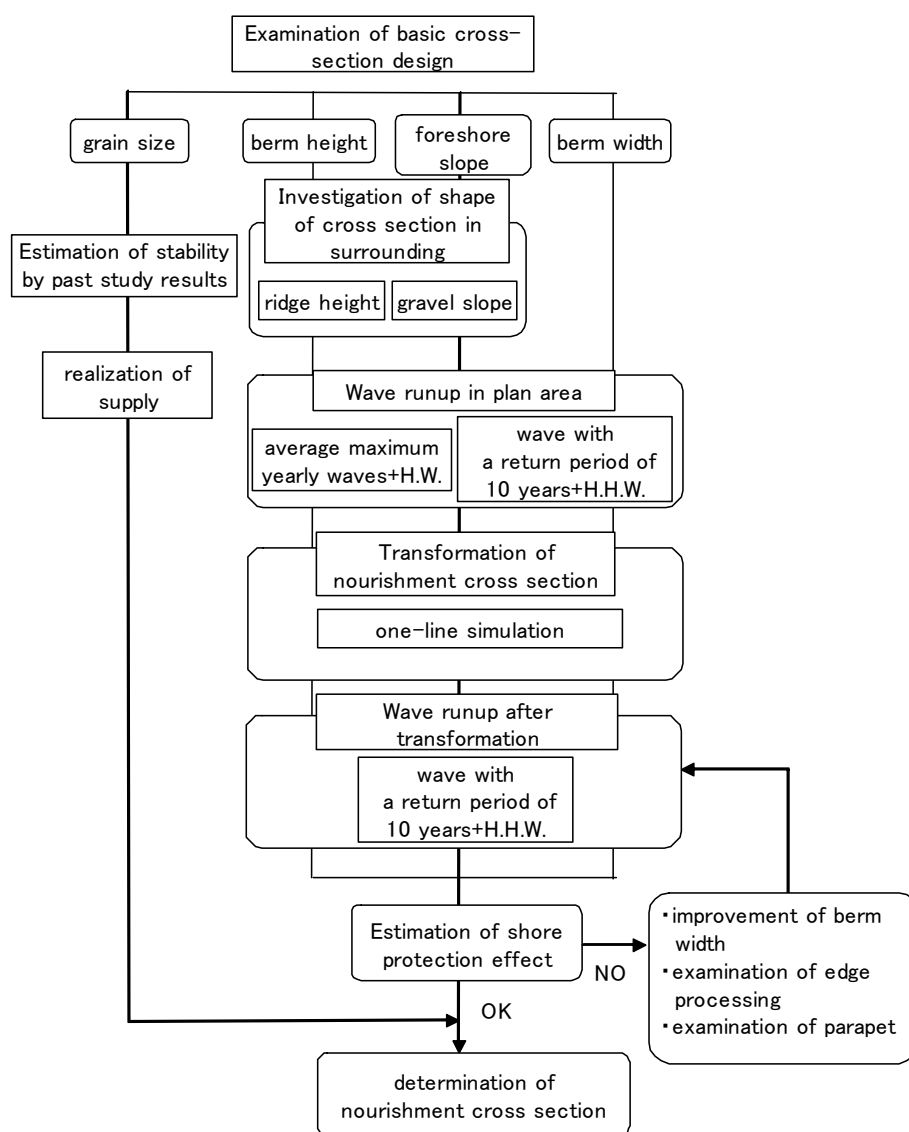 Examination of basic cross-
section design
grain size
berm height
foreshore
slope
berm width
Investigation of shape
of cross section in
surrounding
Estimation of stability
by past study results
ridge height
gravel slope
realization of
supply
Wave runup in plan area
average maximum
yearly waves+H.W.
wave with
a return period of
10 years+H.H.W.
Transformation of
nourishment cross section
one-line simulation
Wave runup after
transformation
wave with
a return period of
10 years+H.H.W.
Estimation of shore
protection effect
NO
・improvement of berm
width
・examination of edge
processing
・examination of parapet
OK
determination of
nourishment cross section